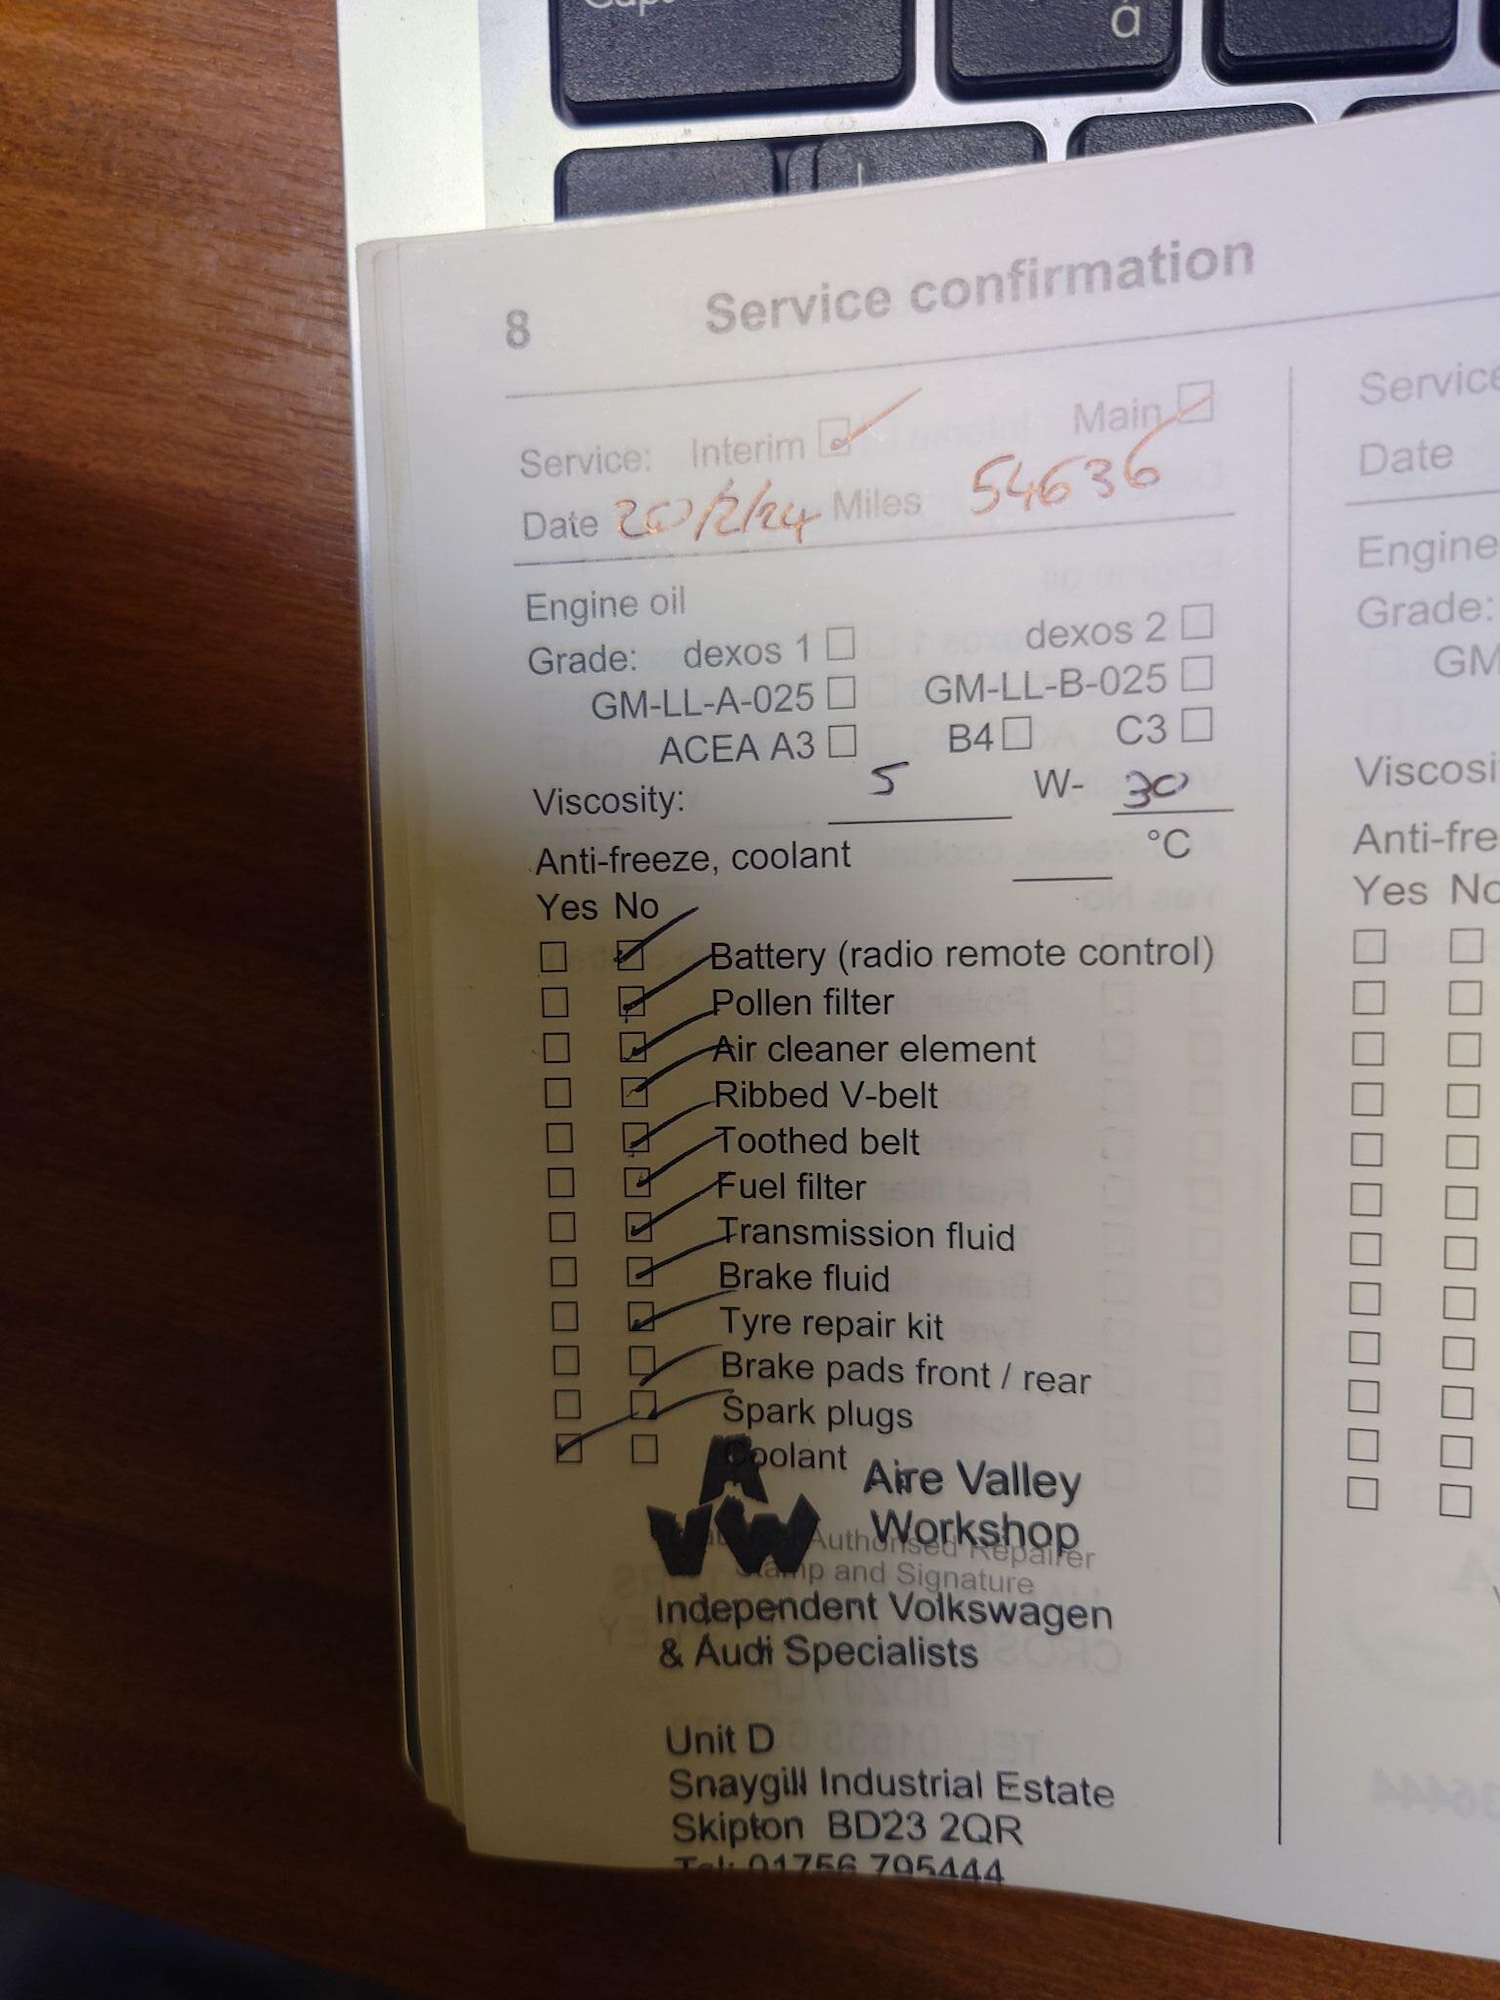 Caps
a
8 Service confirmation
Service: Interim Main
Date 20/2/24 Miles 54636
Engine oil
Grade: dexos 1 dexos 2
GM-LL-A-025 GM-LL-B-025
ACEA A3 B4 C3
Viscosity: 5 W- 30
Anti-freeze, coolant °C
Yes No
Battery (radio remote control)
Pollen filter
Air cleaner element
Ribbed V-belt
Toothed belt
Fuel filter
Transmission fluid
Brake fluid
Tyre repair kit
Brake pads front / rear
Spark plugs
Coolant
AVW Aire Valley
Workshop
Authorised Repairer
Stamp and Signature
Independent Volkswagen
& Audi Specialists
Unit D
Snaygill Industrial Estate
Skipton BD23 2QR
Tel: 01756 795444
Service
Date
Engine
Grade:
GM
Viscosi
Anti-fre
Yes No